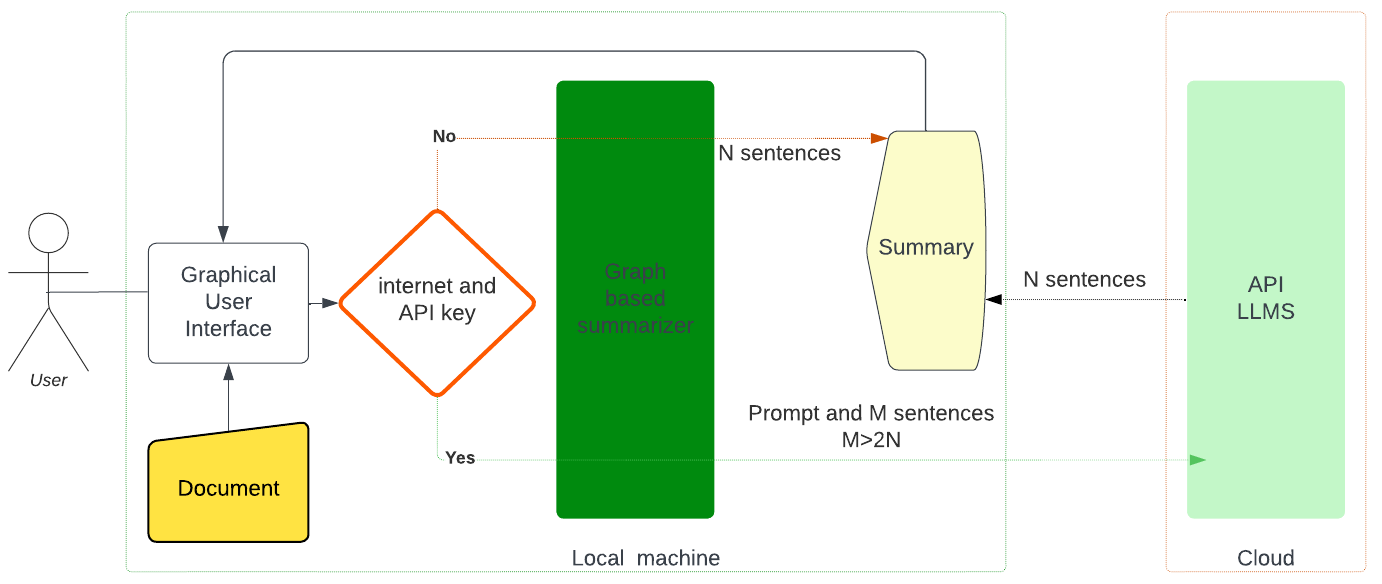 No
N sentences
Graphical
User
Interface
internet and
API key
Graph
based
summarizer
Summary
N sentences
API
LLMS
User
Prompt and M sentences
M>2N
Yes
Document
Local machine
Cloud